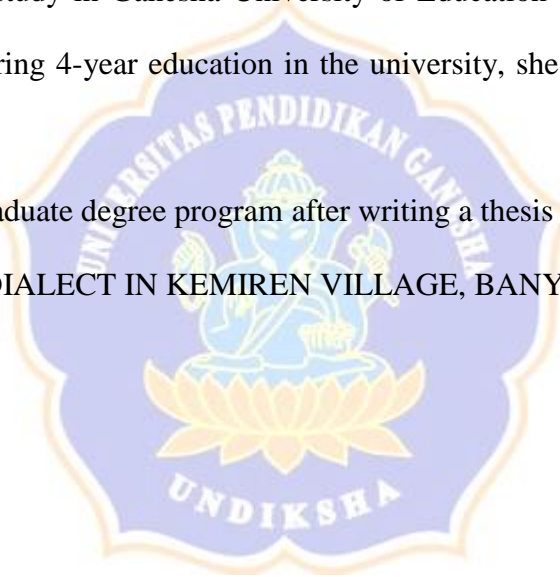 study in Ganesha University of Education
ring 4-year education in the university, she
UNIVERSITAS PENDIDIKAN GANESHA
aduate degree program after writing a thesis
DIALECT IN KEMIREN VILLAGE, BANY
UNDIKSHA